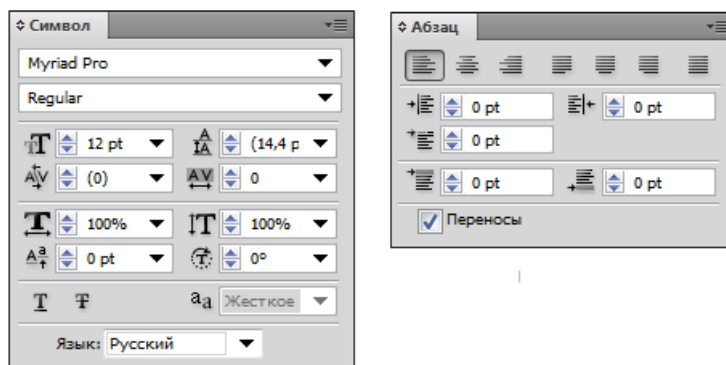 Символ
Myriad Pro
Regular
12 pt
(14,4 p
(0)
0
100%
100%
0 pt
0°
Жесткое
Язык: Русский
Абзац
0 pt
0 pt
0 pt
0 pt
0 pt
Переносы